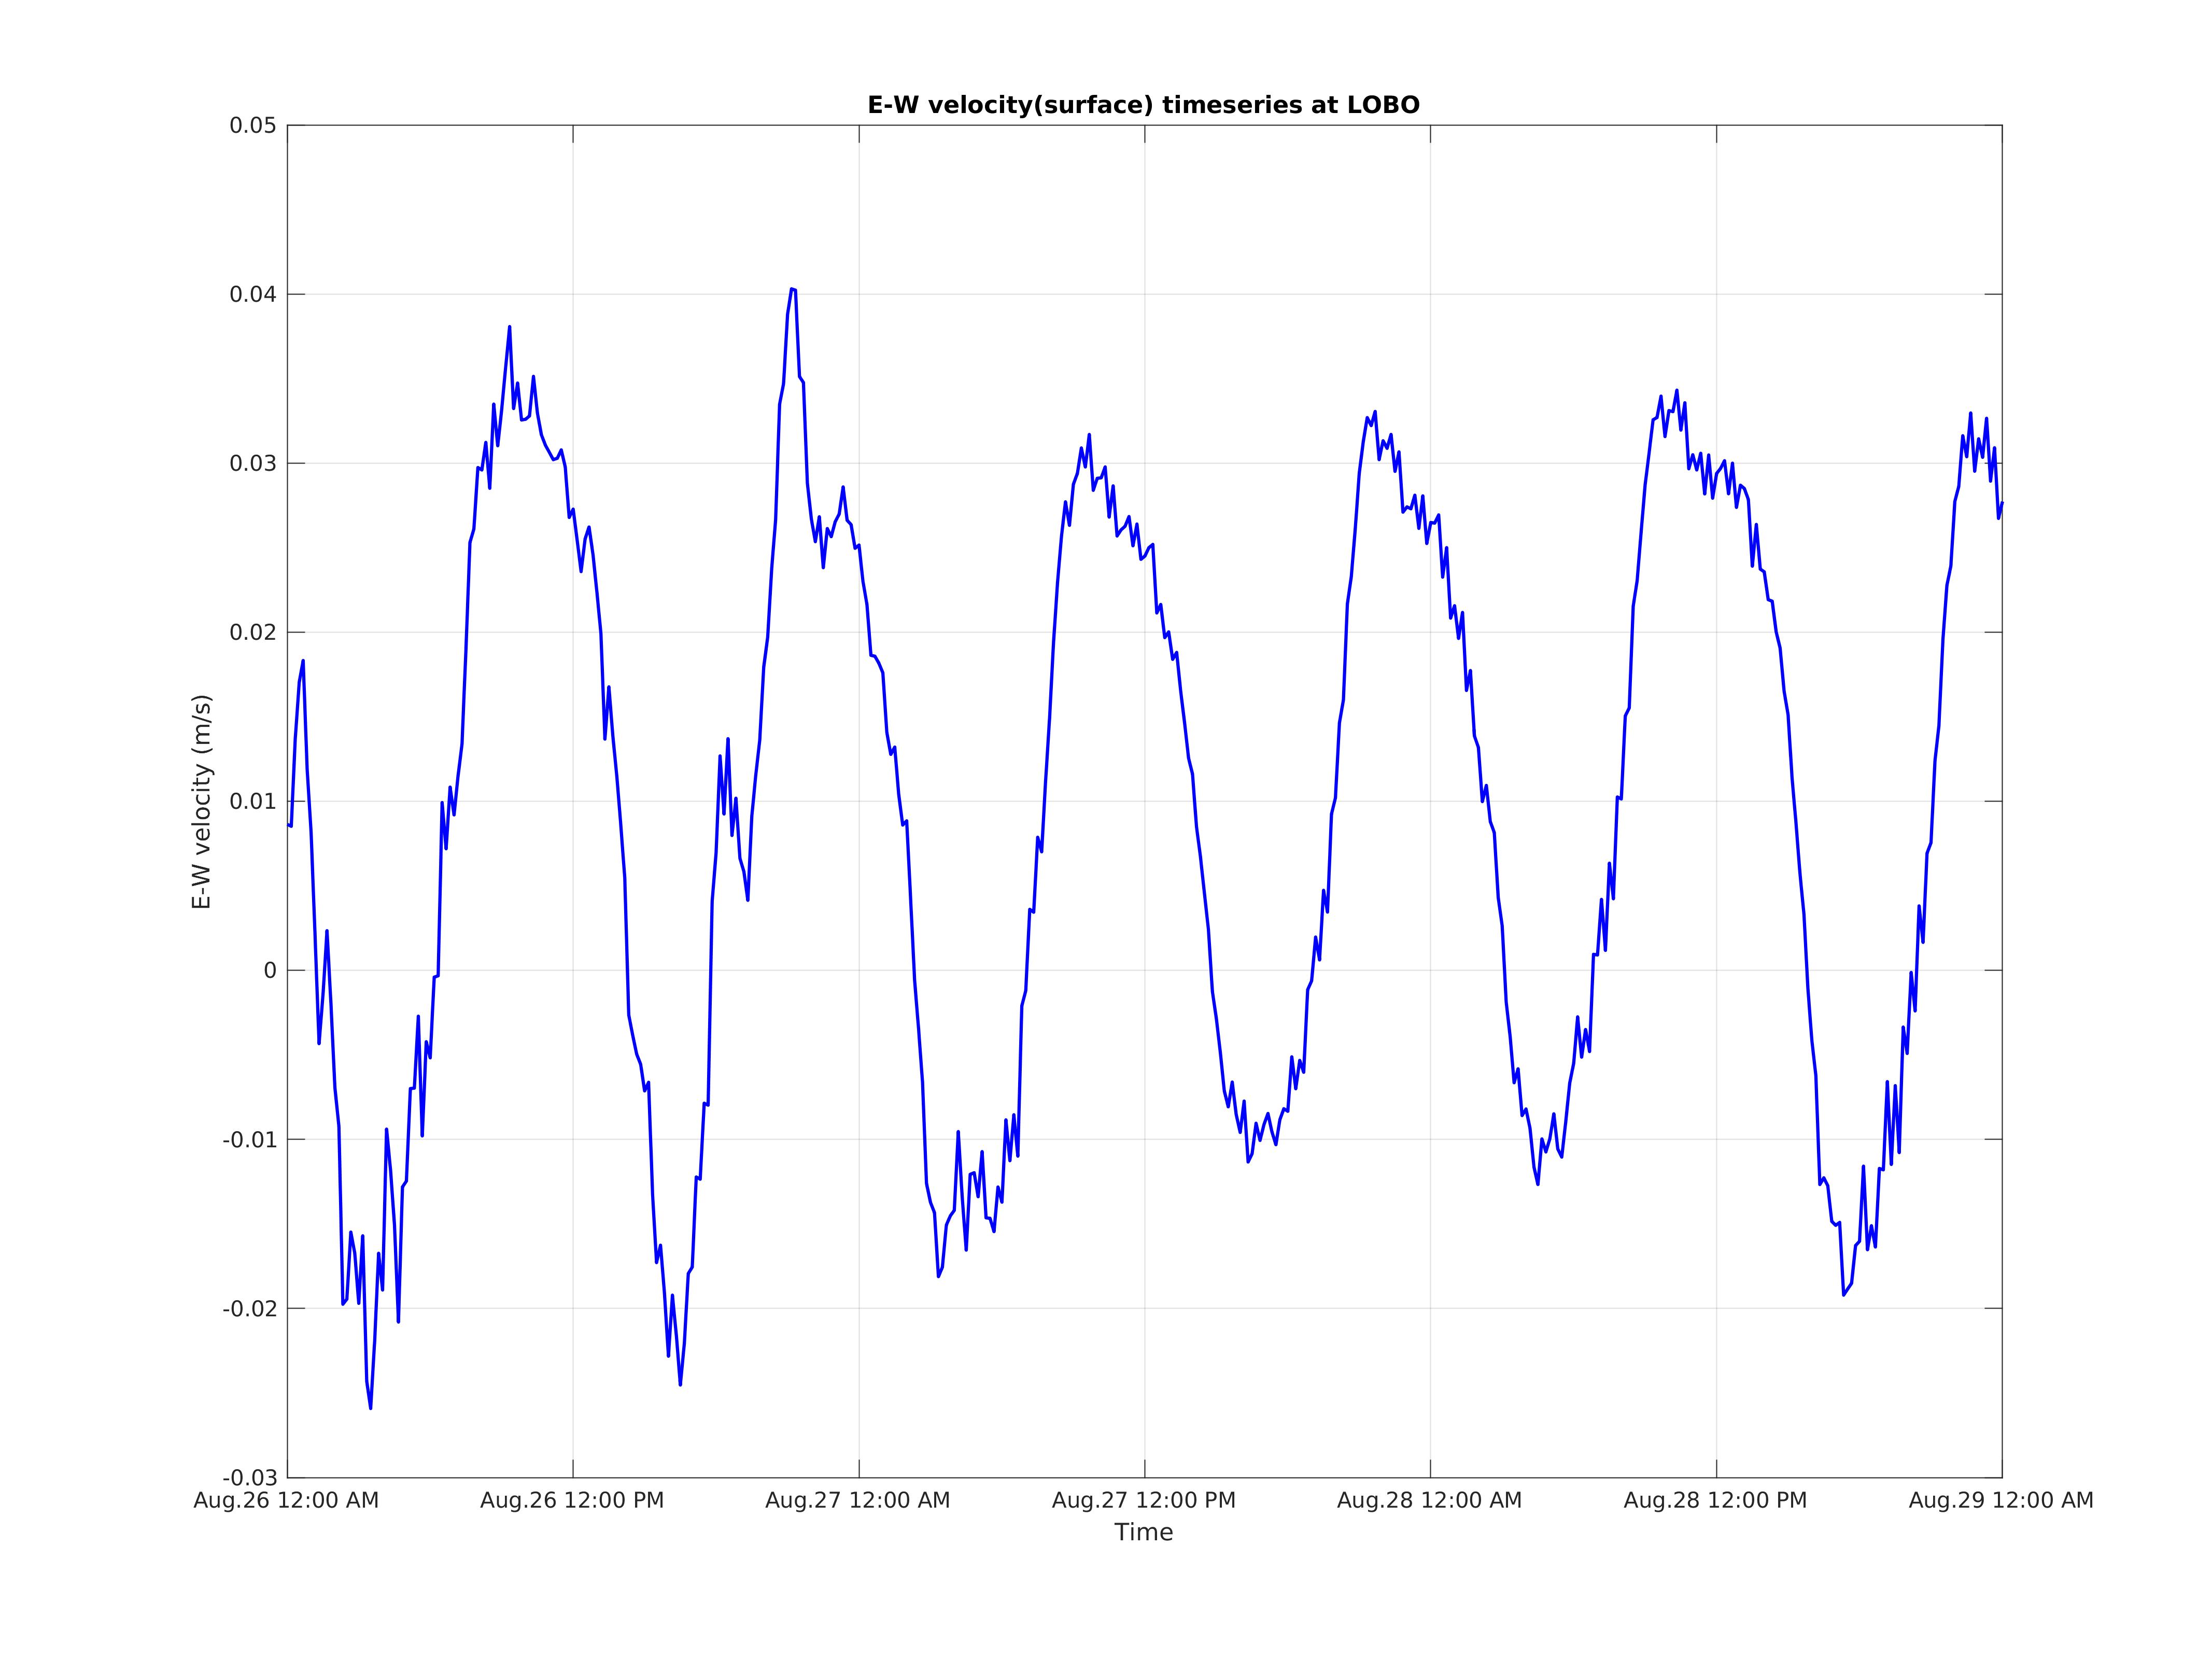 E-W velocity(surface) timeseries at LOBO
0.05
0.04
0.03
0.02
0.01
0
-0.01
-0.02
-0.03
E-W velocity (m/s)
Aug.26 12:00 AM Aug.26 12:00 PM Aug.27 12:00 AM Aug.27 12:00 PM Aug.28 12:00 AM Aug.28 12:00 PM Aug.29 12:00 AM
Time